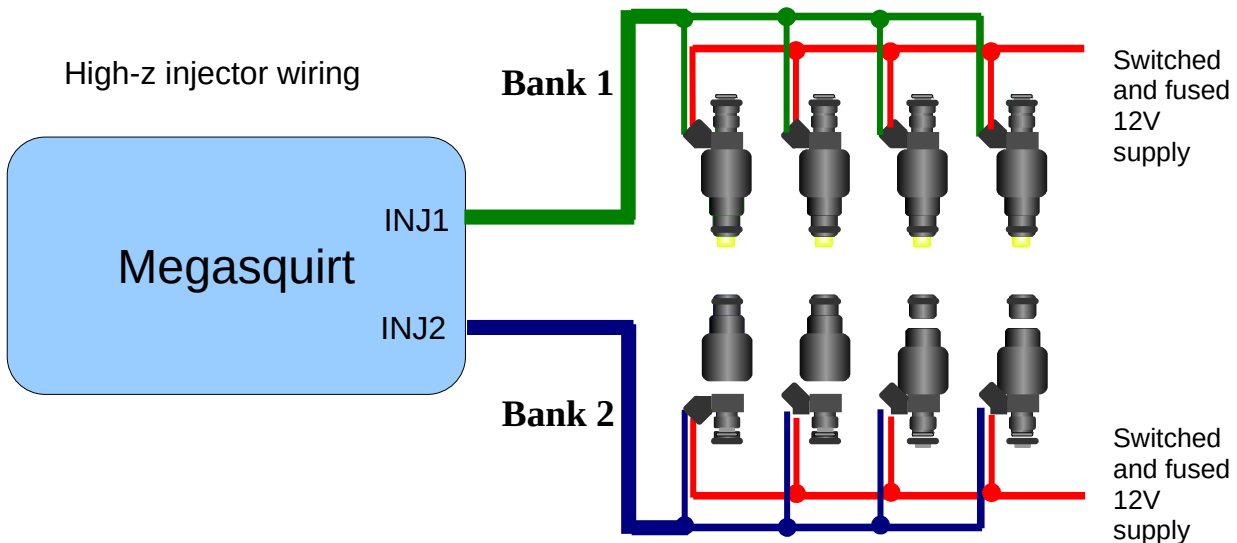 High-z injector wiring
Bank 1
Switched
and fused
12V
supply
INJ1
Megasquirt
INJ2
Bank 2
Switched
and fused
12V
supply